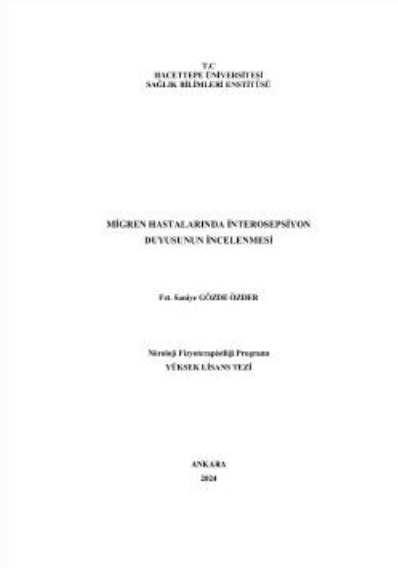 T.C
HACETTEPE ÜNİVERSİTESİ
SAĞLIK BİLİMLERİ ENSTİTÜSÜ
MİGREN HASTALARINDA İNTEROSEPSİYON
DUYUSUNUN İNCELENMESİ
Fzt. Saniye GÖZDE ÖZDER
Nöroloji Fizyoterapistliği Programı
YÜKSEK LİSANS TEZİ
ANKARA
2024